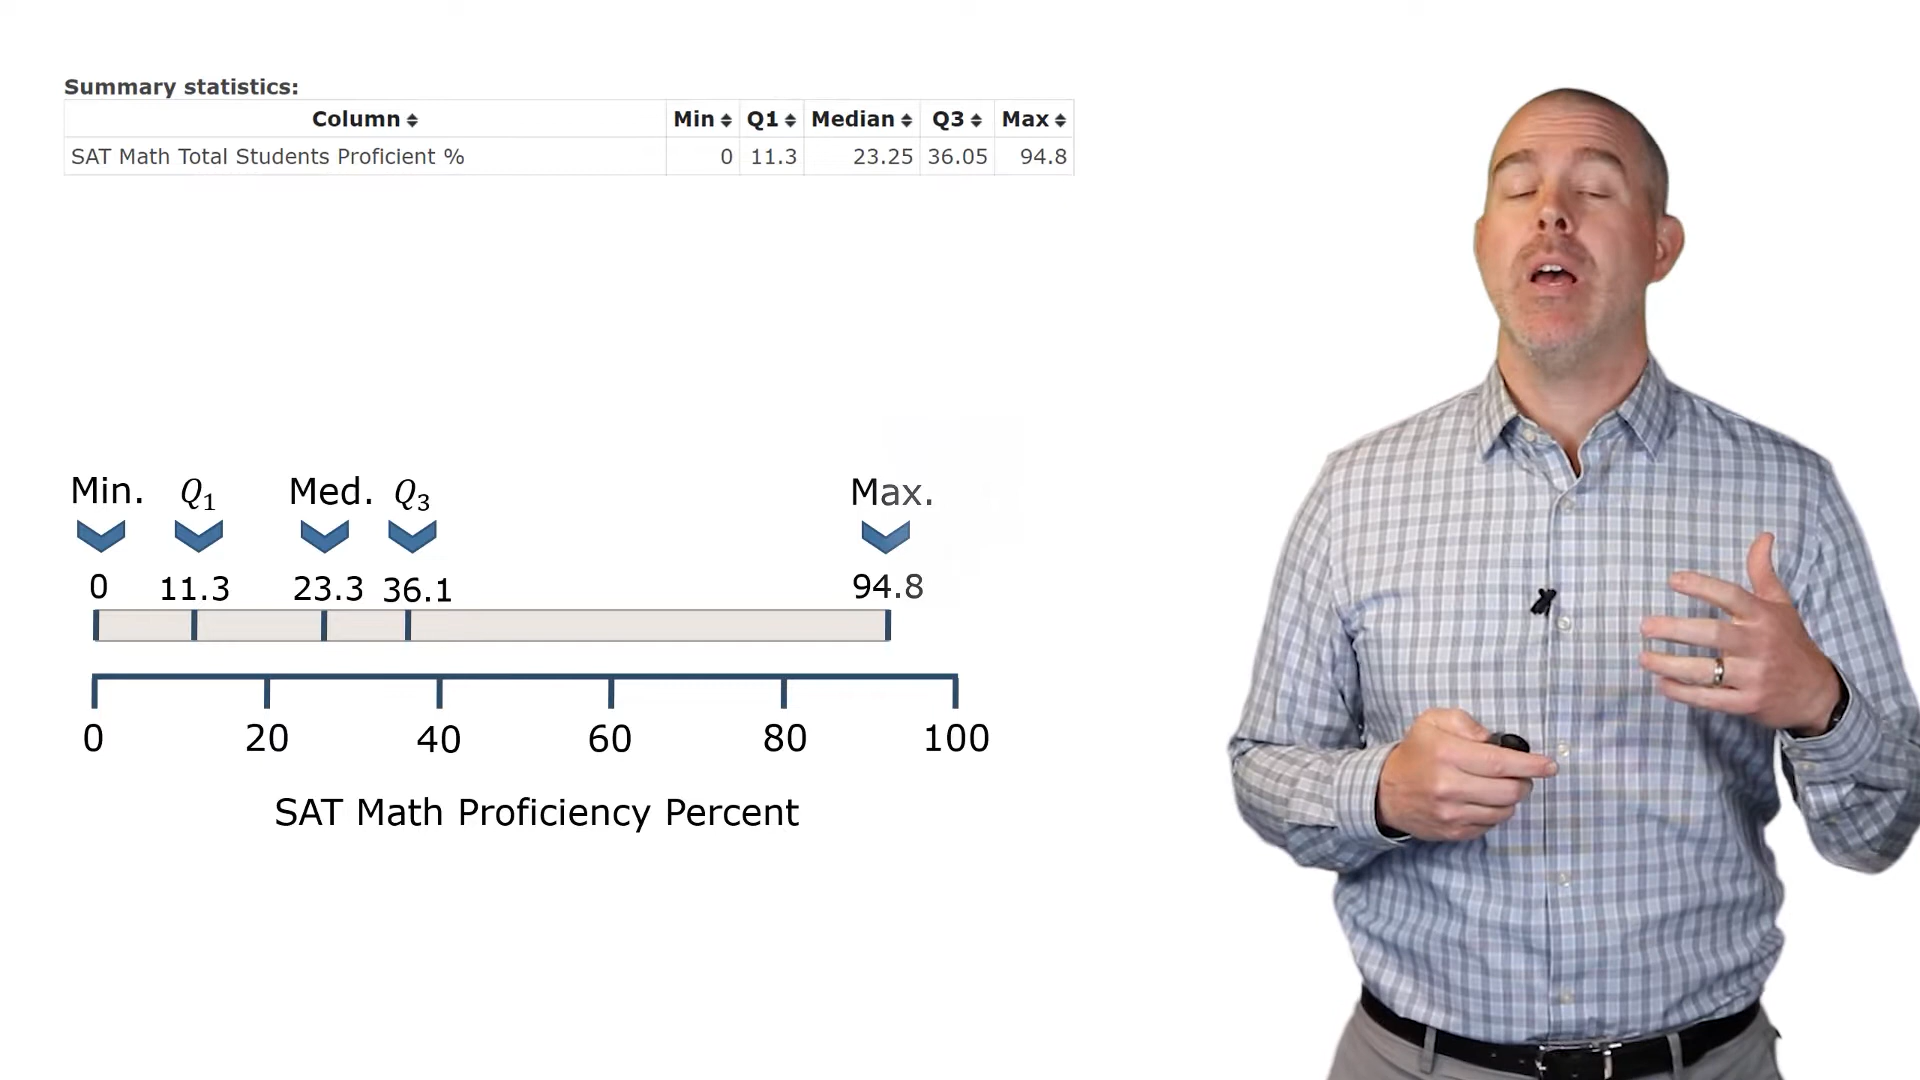 Summary statistics:
Column Min Q1 Median Q3 Max
SAT Math Total Students Proficient % 0 11.3 23.25 36.05 94.8
Min. Q1 Med. Q3 Max.
0 11.3 23.3 36.1 94.8
0 20 40 60 80 100
SAT Math Proficiency Percent